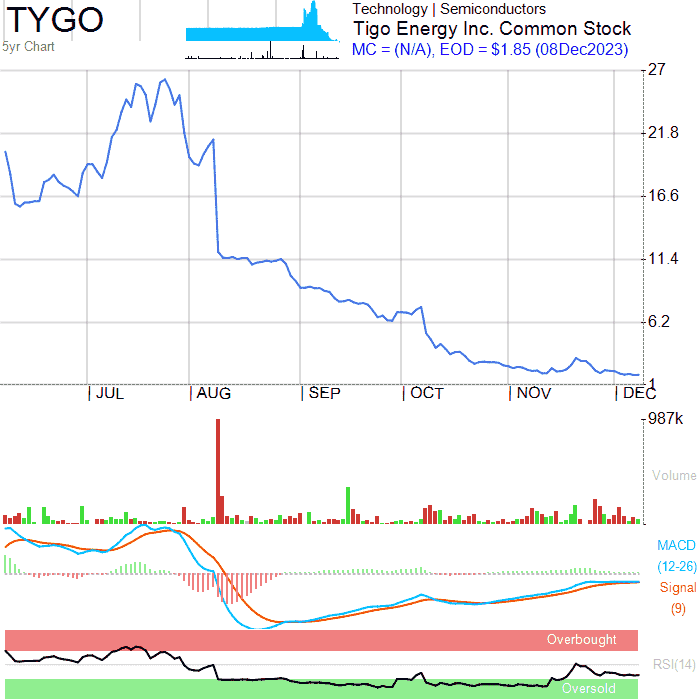 TYGO
5yr Chart
Technology | Semiconductors
Tigo Energy Inc. Common Stock
MC = (N/A), EOD = $1.85 (08Dec2023)
27
21.8
16.6
11.4
6.2
1
JUL AUG SEP OCT NOV DEC
987k
Volume
MACD
(12-26)
Signal
(9)
Overbought
RSI(14)
Oversold